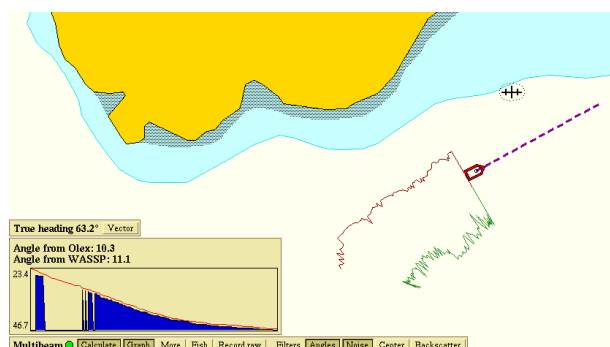 True heading 63.2° Vector
Angle from Olex: 10.3
Angle from WASSP: 11.1
23.4
46.7
Multibeam Calculate Graph More Fish Record raw Filters Angles Noise Center Backscatter